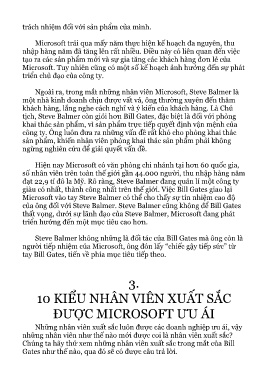 trách nhiệm đối với sản phẩm của mình.
Microsoft trải qua mấy năm thực hiện kế hoạch đa nguyên, thu
nhập hàng năm đã tăng lên rất nhiều. Điều này có liên quan đến việc
tạo ra các sản phẩm mới và sự gia tăng các khách hàng đơn lẻ của
Microsoft. Tuy nhiên cũng có một số kế hoạch ảnh hưởng đến sự phát
triển chủ đạo của công ty.
Ngoài ra, trong mắt những nhân viên Microsoft, Steve Balmer là
một nhà kinh doanh chịu được vất vả, ông thường xuyên đến thăm
khách hàng, lắng nghe cách nghĩ và ý kiến của khách hàng. Là Chủ
tịch, Steve Balmer còn giỏi hơn Bill Gates, đặc biệt là đối với phòng
khai thác sản phẩm, vì sản phẩm trực tiếp quyết định vận mệnh của
công ty. Ông luôn đưa ra những vấn đề rất khó cho phòng khai thác
sản phẩm, khiến nhân viên phòng khai thác sản phẩm phải không
ngừng nghiên cứu để giải quyết vấn đề.
Hiện nay Microsoft có văn phòng chi nhánh tại hơn 60 quốc gia,
số nhân viên trên toàn thế giới gần 44.000 người, thu nhập hàng năm
đạt 22,9 tỉ đô la Mỹ. Rõ ràng, Steve Balmer đang quản lí một công ty
giàu có nhất, thành công nhất trên thế giới. Việc Bill Gates giao lại
Microsoft vào tay Steve Balmer có thể cho thấy sự tín nhiệm cao độ
của ông đối với Steve Balmer. Steve Balmer cũng không để Bill Gates
thất vọng, dưới sự lãnh đạo của Steve Balmer, Microsoft đang phát
triển hướng đến một mục tiêu cao hơn.
Steve Balmer không những là đối tác của Bill Gates mà ông còn là
người tiếp nhiệm của Microsoft, ông đón lấy "chiếc gậy tiếp sức" từ
tay Bill Gates, tiến về phía mục tiêu tiếp theo.
3.
10 KIỂU NHÂN VIÊN XUẤT SẮC
ĐƯỢC MICROSOFT ƯU ÁI
Những nhân viên xuất sắc luôn được các doanh nghiệp ưu ái, vậy
những nhân viên như thế nào mới được coi là nhân viên xuất sắc?
Chúng ta hãy thử xem những nhân viên xuất sắc trong mắt của Bill
Gates như thế nào, qua đó sẽ có được câu trả lời.